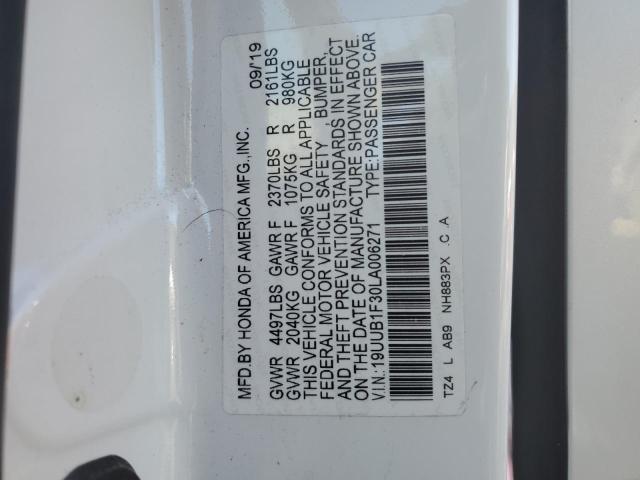 MFD.BY HONDA OF AMERICA MFG.,INC. 09/19
GVWR 4497LBS GAWR F 2370LBS R 2161LBS
GVWR 2040KG GAWR F 1075KG R 980KG
THIS VEHICLE CONFORMS TO ALL APPLICABLE
FEDERAL MOTOR VEHICLE SAFETY , BUMPER,
AND THEFT PREVENTION STANDARDS IN EFFECT
ON THE DATE OF MANUFACTURE SHOWN ABOVE.
V.I.N.:19UUB1F30LA006271 TYPE:PASSENGER CAR
TZ4 L AB9 NH883PX .C A